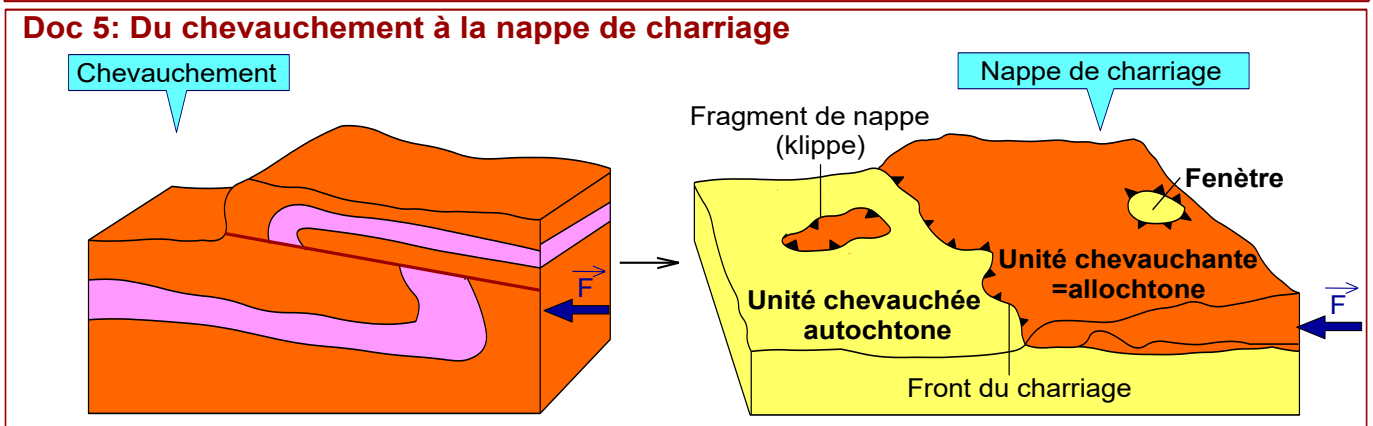 Doc 5: Du chevauchement à la nappe de charriage
Chevauchement
F
Nappe de charriage
Fragment de nappe
(klippe)
Fenètre
Unité chevauchante
=allochtone
Unité chevauchée
autochtone
F
Front du charriage